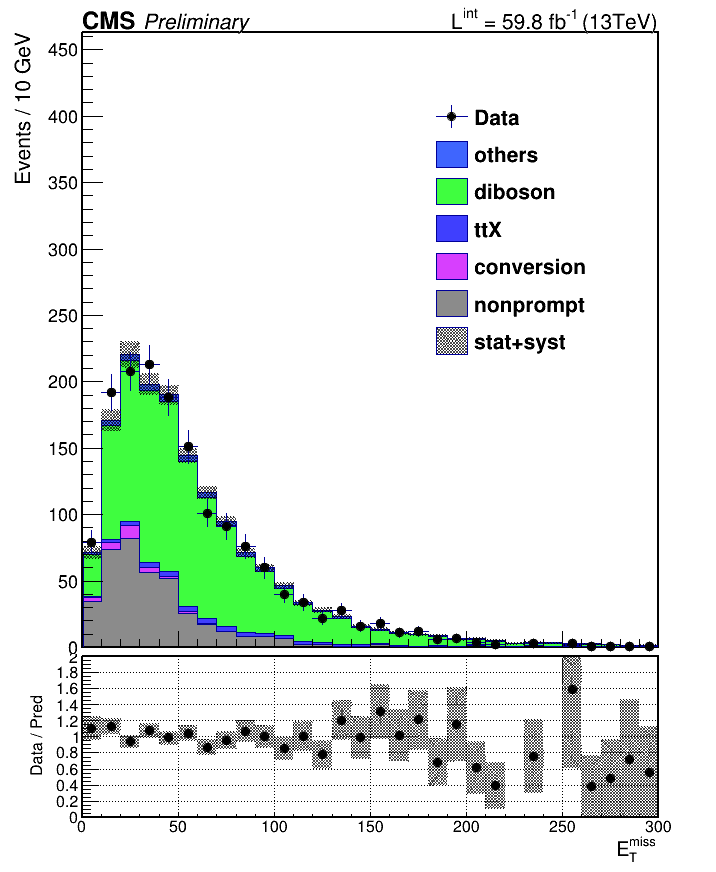 CMS Preliminary
L^int = 59.8 fb^-1 (13TeV)
Events / 10 GeV
450
400
350
300
250
200
150
100
50
0
Data
others
diboson
ttX
conversion
nonprompt
stat+syst
Data / Pred
2
1.8
1.6
1.4
1.2
1
0.8
0.6
0.4
0.2
0
0 50 100 150 200 250 300
E_T^miss